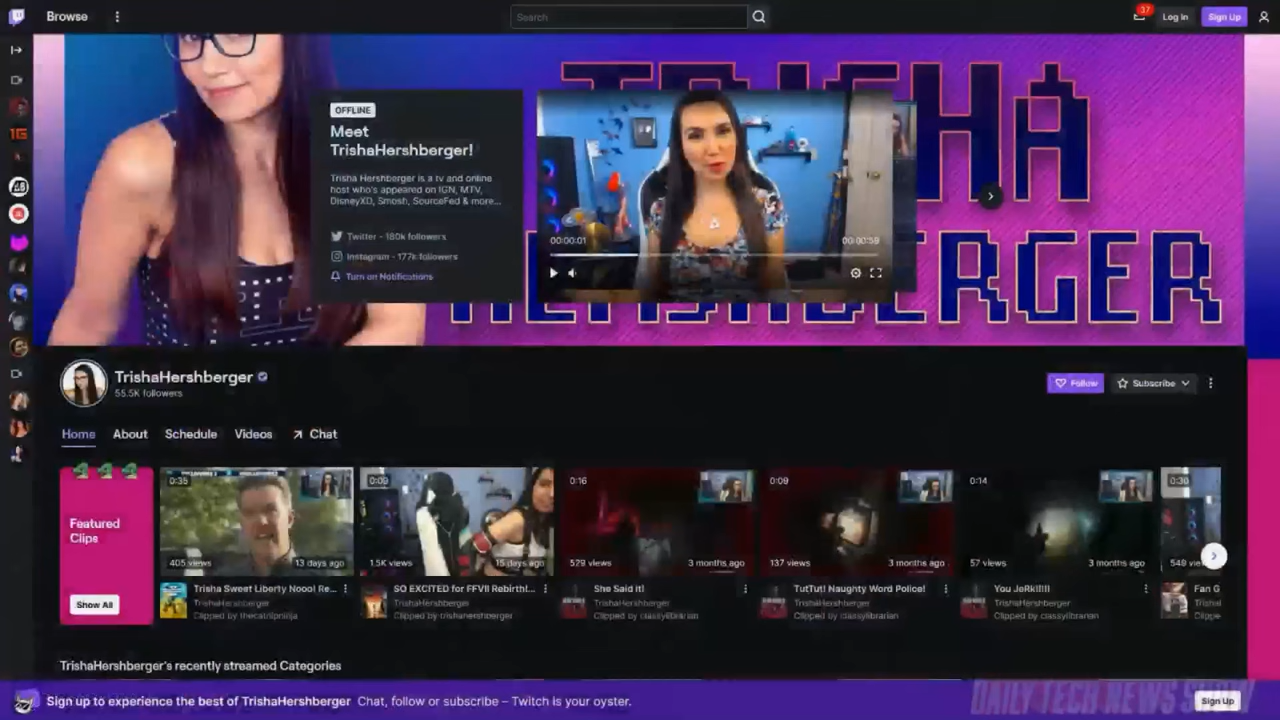 Browse
Search
37
Log In
Sign Up
TRISHA
HERSHBERGER
OFFLINE
Meet
TrishaHershberger!
Trisha Hershberger is a tv and online
host who's appeared on IGN, MTV,
DisneyXD, Smosh, SourceFed & more...
Twitter - 180k followers
Instagram - 177k followers
Turn on Notifications
00:00:01
00:00:59
TrishaHershberger
55.5K followers
Follow
Subscribe
Home
About
Schedule
Videos
Chat
Featured
Clips
Show All
0:35
405 views
13 days ago
Trisha Sweet Liberty Nooo! Re...
TrishaHershberger
Clipped by thecatripninja
0:09
1.5K views
15 days ago
SO EXCITED for FFVII Rebirth!...
TrishaHershberger
Clipped by trishahershberger
0:16
529 views
3 months ago
She Said It!
TrishaHershberger
Clipped by classylibrarian
0:09
137 views
3 months ago
TutTut! Naughty Word Police!
TrishaHershberger
Clipped by classylibrarian
0:14
57 views
3 months ago
You JeRk!!!!!
TrishaHershberger
Clipped by classylibrarian
0:30
Fan G
TrishaHershberger's recently streamed Categories
Sign up to experience the best of TrishaHershberger Chat, follow or subscribe – Twitch is your oyster.
Sign Up
DAILY TECH NEWS SHOW